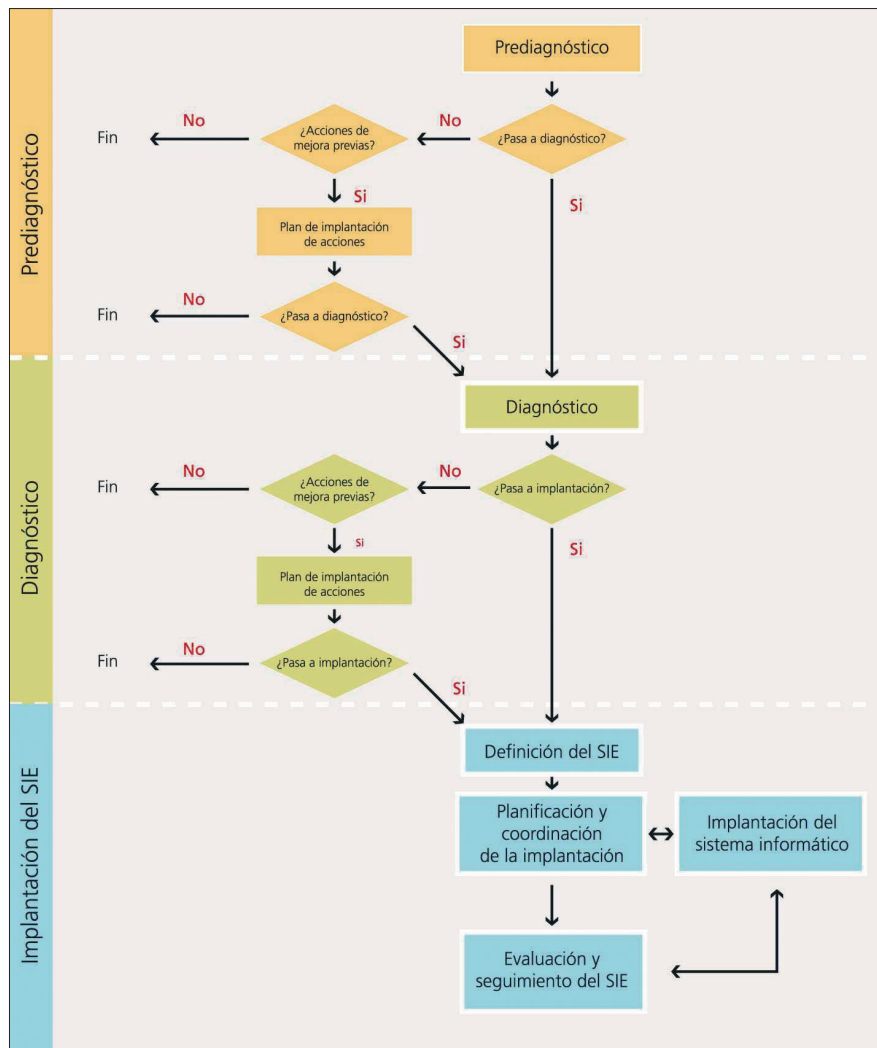 Prediagnóstico
Prediagnóstico
¿Pasa a diagnóstico?
No
¿Acciones de
mejora previas?
No
Fin
Si
Si
Plan de implantación
de acciones
¿Pasa a diagnóstico?
No
Fin
Si
Diagnóstico
Diagnóstico
¿Pasa a implantación?
No
¿Acciones de
mejora previas?
No
Fin
Si
Si
Plan de implantación
de acciones
¿Pasa a implantación?
No
Fin
Si
Implantación del SIE
Definición del SIE
Planificación y
coordinación
de la implantación
Implantación del
sistema informático
Evaluación y
seguimiento del SIE